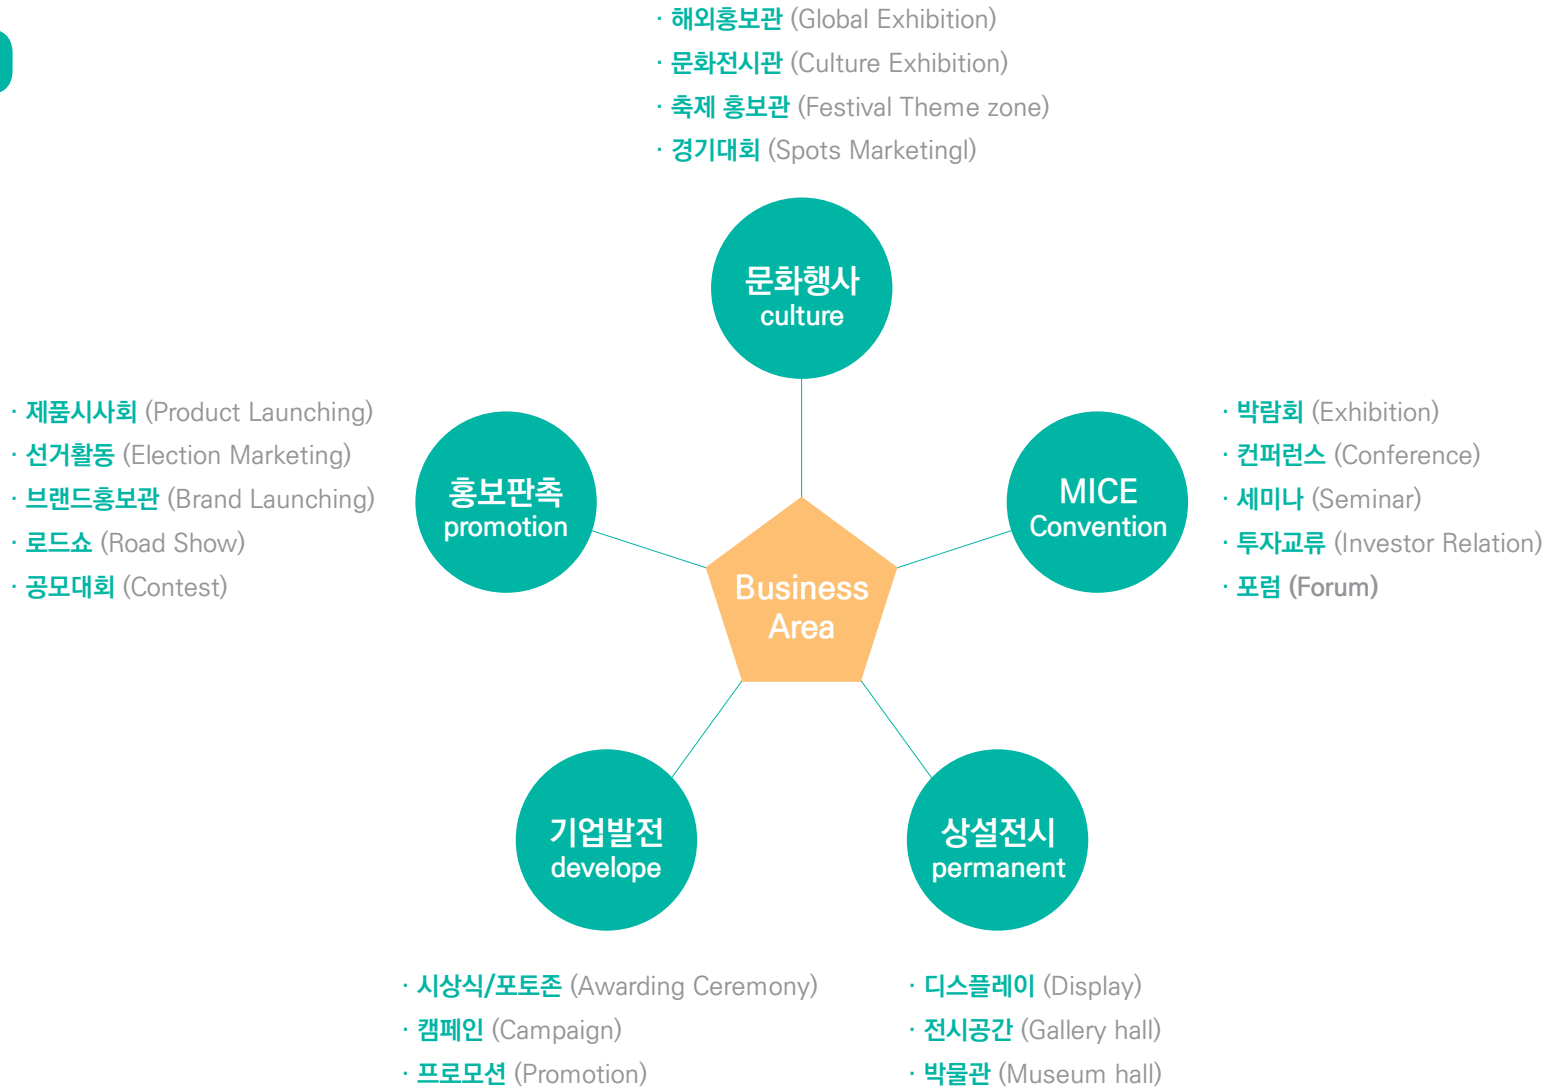 · 해외홍보관 (Global Exhibition)
· 문화전시관 (Culture Exhibition)
· 축제 홍보관 (Festival Theme zone)
· 경기대회 (Spots Marketingl)
문화행사
culture
· 제품시사회 (Product Launching)
· 선거활동 (Election Marketing)
· 브랜드홍보관 (Brand Launching)
· 로드쇼 (Road Show)
· 공모대회 (Contest)
홍보판촉
promotion
MICE
Convention
· 박람회 (Exhibition)
· 컨퍼런스 (Conference)
· 세미나 (Seminar)
· 투자교류 (Investor Relation)
· 포럼 (Forum)
Business
Area
기업발전
develope
상설전시
permanent
· 시상식/포토존 (Awarding Ceremony)
· 캠페인 (Campaign)
· 프로모션 (Promotion)
· 디스플레이 (Display)
· 전시공간 (Gallery hall)
· 박물관 (Museum hall)